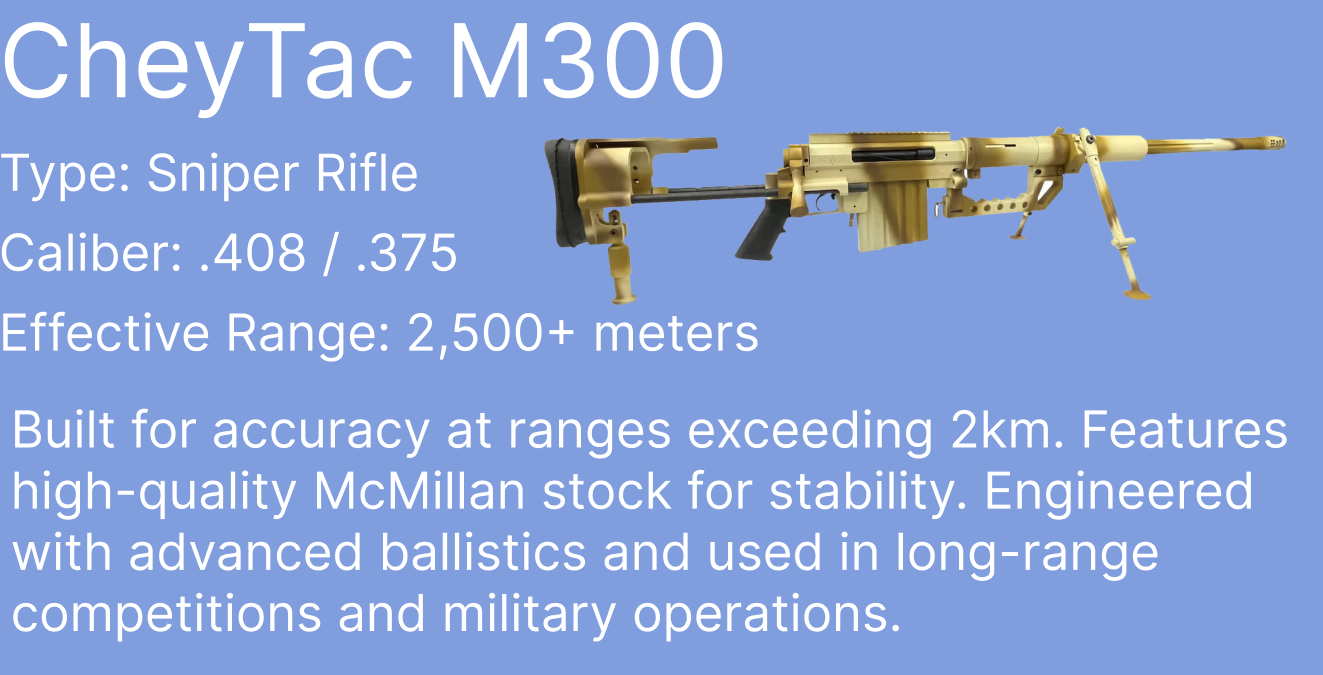 CheyTac M300
Type: Sniper Rifle
Caliber: .408 / .375
Effective Range: 2,500+ meters
Built for accuracy at ranges exceeding 2km. Features
high-quality McMillan stock for stability. Engineered
with advanced ballistics and used in long-range
competitions and military operations.